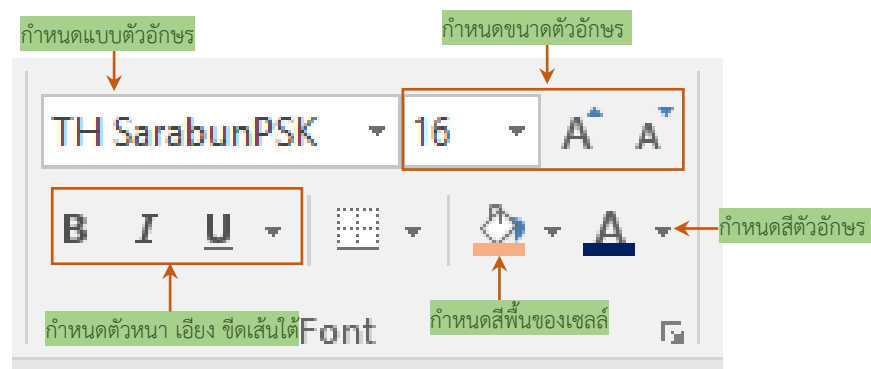 กำหนดแบบตัวอักษร
กำหนดขนาดตัวอักษร
TH SarabunPSK
16
A A
B I U
A
กำหนดสีตัวอักษร
กำหนดตัวหนา เอียง ขีดเส้นใต้
Font
กำหนดสีพื้นของเซลล์